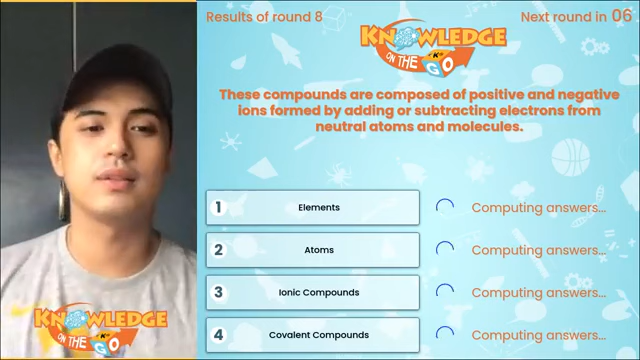 Results of round 8
Next round in 06
KNOWLEDGE
ON THE GO
These compounds are composed of positive and negative
ions formed by adding or subtracting electrons from
neutral atoms and molecules.
1 Elements Computing answers...
2 Atoms Computing answers...
3 Ionic Compounds Computing answers...
4 Covalent Compounds Computing answers...
KNOWLEDGE
ON THE GO